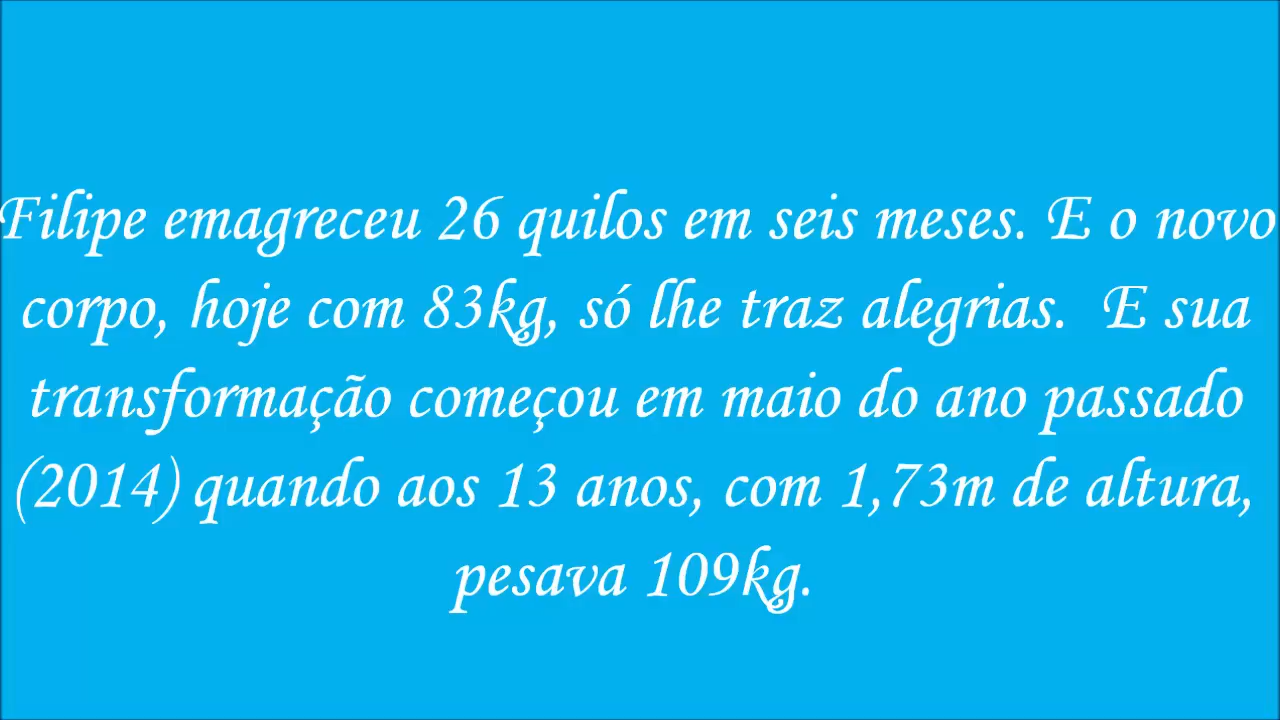 Filipe emagreceu 26 quilos em seis meses. E o novo
corpo, hoje com 83kg, só lhe traz alegrias.  E sua
transformação começou em maio do ano passado
(2014) quando aos 13 anos, com 1,73m de altura,
pesava 109kg.